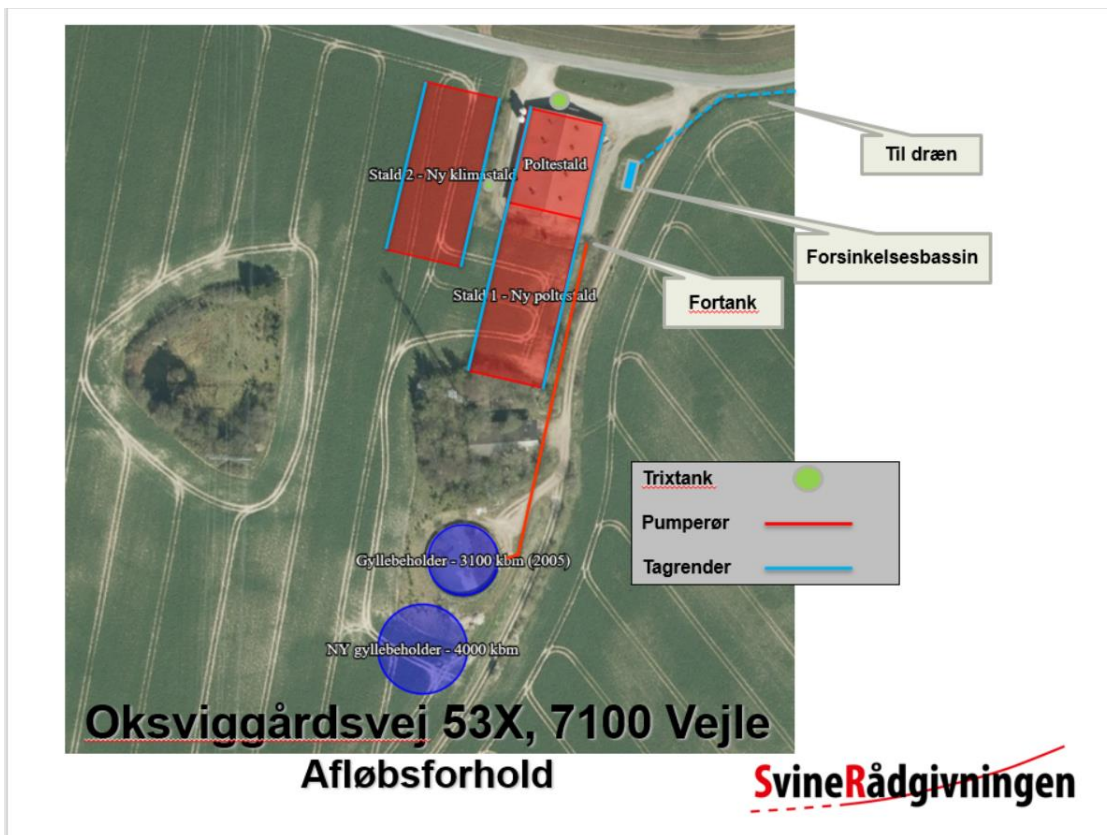 Til dræn
Poltestald
Stald 2 - Ny klimastald
Forsinkelsesbassin
Fortank
Stald 1 - Ny poltestald
Trixtank
Pumperør
Tagrender
Gyllebeholder - 3100 kbm (2005)
NY gyllebeholder - 4000 kbm
Oksviggårdsvej 53X, 7100 Vejle
Afløbsforhold
SvineRådgivningen